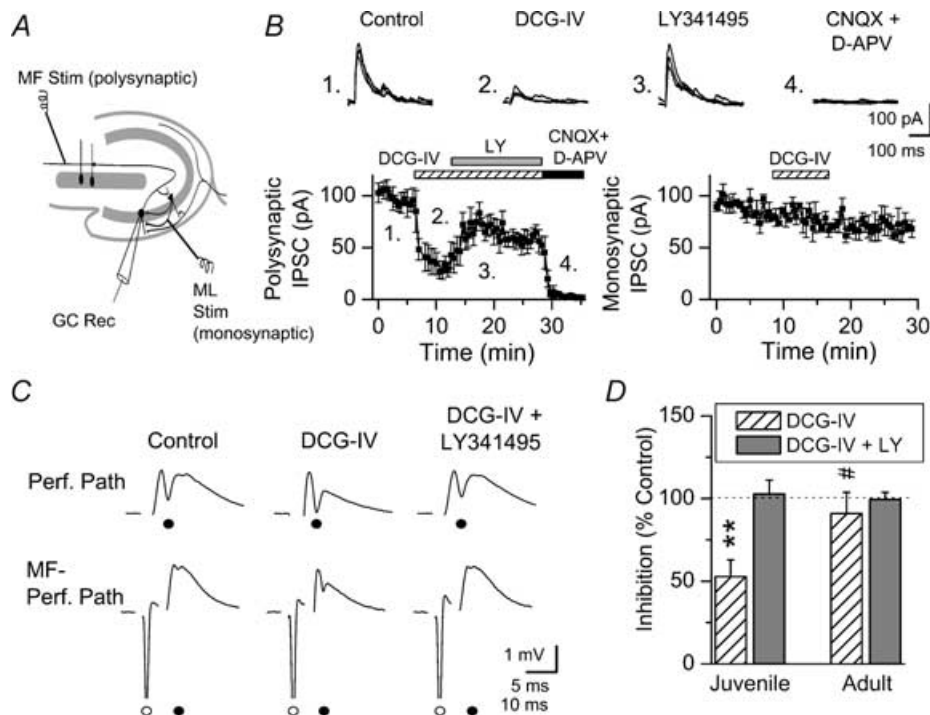 A
MF Stim (polysynaptic)
GC Rec
ML
Stim
(monosynaptic)
B
Control
DCG-IV
LY341495
CNQX +
D-APV
1.
2.
3.
4.
100 pA
100 ms
Polysynaptic
IPSC (pA)
100
50
0
DCG-IV
LY
CNQX+
D-APV
1.
2.
3.
4.
0 10 20 30
Time (min)
Monosynaptic
IPSC (pA)
100
50
0
DCG-IV
0 10 20 30
Time (min)
C
Control
DCG-IV
DCG-IV +
LY341495
Perf. Path
MF-
Perf. Path
1 mV
5 ms
10 ms
D
Inhibition (% Control)
150
100
50
0
DCG-IV
DCG-IV + LY
**
#
Juvenile
Adult